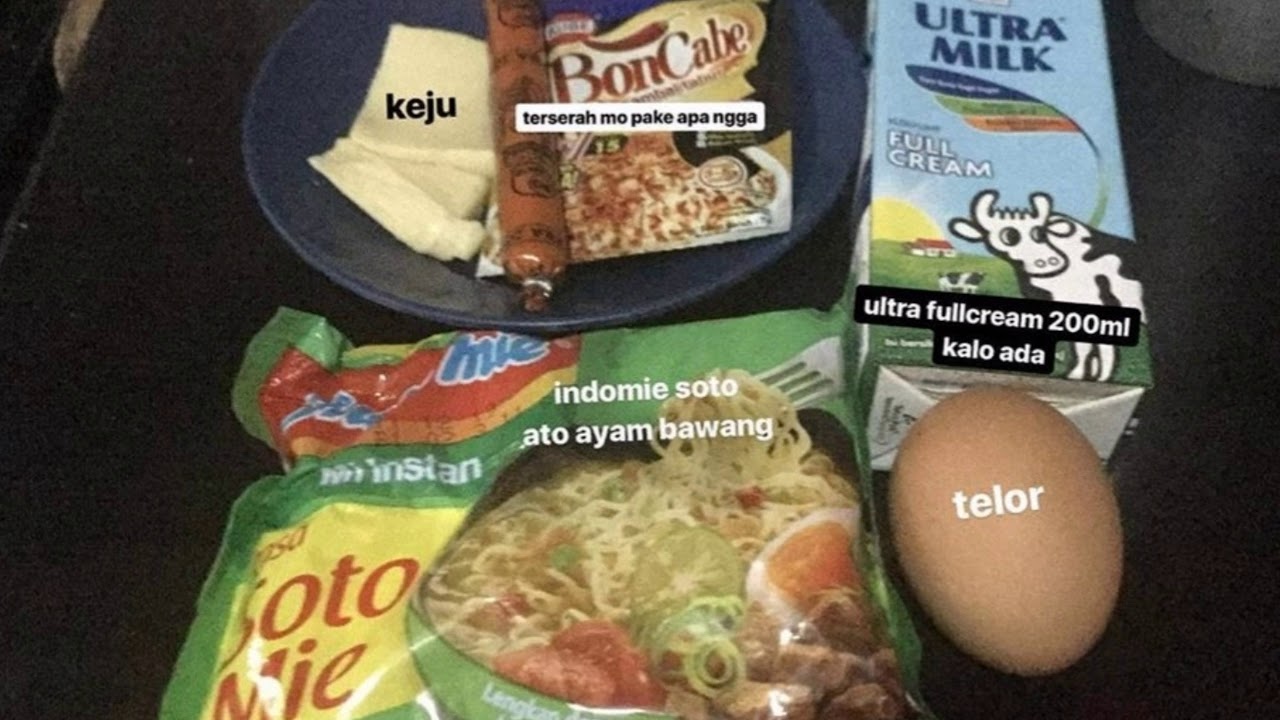 keju
BonCabe
terserah mo pake apa ngga
15
ULTRA
MILK
FULL
CREAM
ultra fullcream 200ml
kalo ada
mie
indomie soto
ato ayam bawang
Mi instan
Soto
Mie
telor